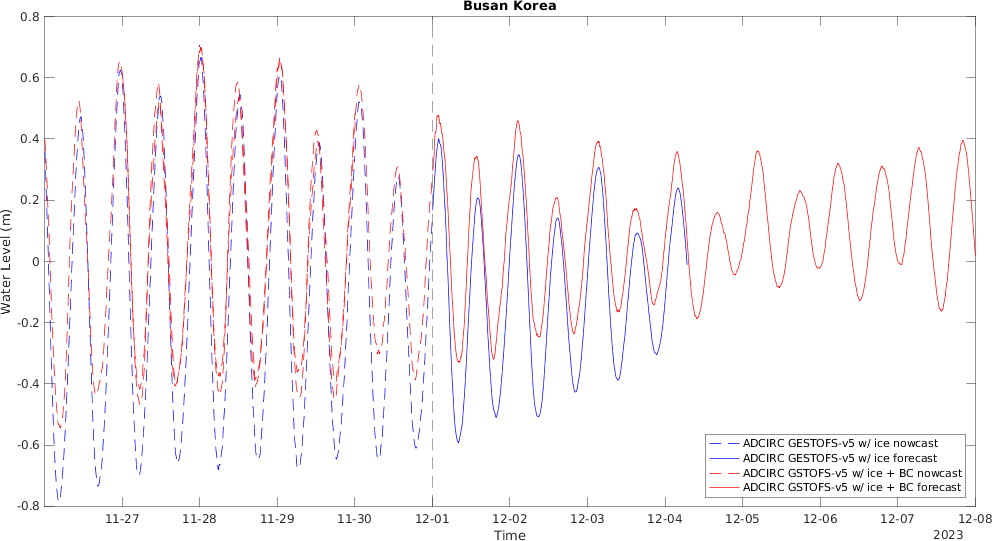 Busan Korea
Water Level (m)
0.8
0.6
0.4
0.2
0
-0.2
-0.4
-0.6
-0.8
11-27 11-28 11-29 11-30 12-01 12-02 12-03 12-04 12-05 12-06 12-07 12-08
Time
2023
ADCIRC GESTOFS-v5 w/ ice nowcast
ADCIRC GESTOFS-v5 w/ ice forecast
ADCIRC GSTOFS-v5 w/ ice + BC nowcast
ADCIRC GSTOFS-v5 w/ ice + BC forecast